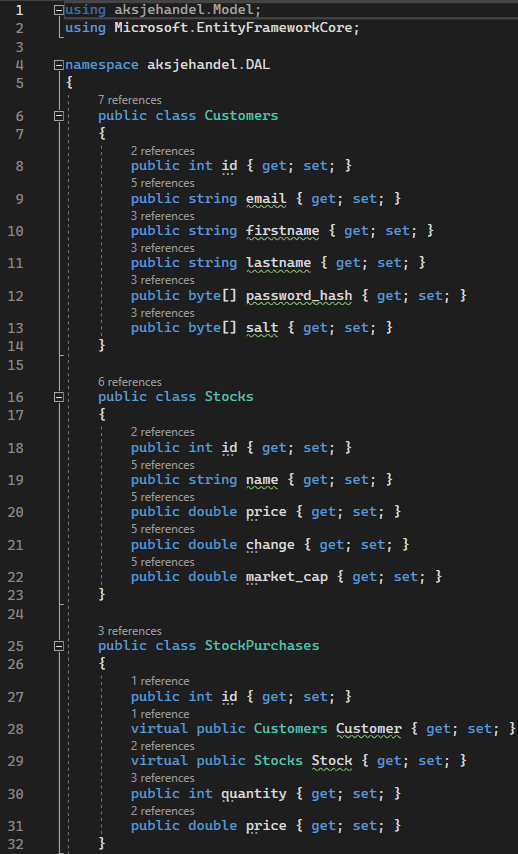 1 using aksjehandel.Model;
2 using Microsoft.EntityFrameworkCore;
3
4 namespace aksjehandel.DAL
5 {
7 references
6 public class Customers
7 {
2 references
8 public int id { get; set; }
5 references
9 public string email { get; set; }
3 references
10 public string firstname { get; set; }
3 references
11 public string lastname { get; set; }
3 references
12 public byte[] password_hash { get; set; }
3 references
13 public byte[] salt { get; set; }
14 }
15
6 references
16 public class Stocks
17 {
2 references
18 public int id { get; set; }
5 references
19 public string name { get; set; }
5 references
20 public double price { get; set; }
5 references
21 public double change { get; set; }
5 references
22 public double market_cap { get; set; }
23 }
24
3 references
25 public class StockPurchases
26 {
1 reference
27 public int id { get; set; }
1 reference
28 virtual public Customers Customer { get; set; }
2 references
29 virtual public Stocks Stock { get; set; }
3 references
30 public int quantity { get; set; }
2 references
31 public double price { get; set; }
32 }